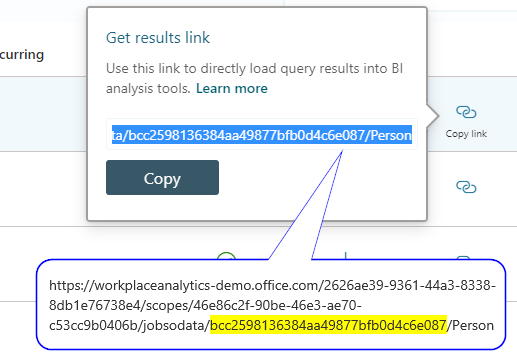 Get results link
curring
Use this link to directly load query results into BI
analysis tools. Learn more
ta/bcc2598136384aa49877bfb0d4c6e087/Person
Copy link
Copy
https://workplaceanalytics-demo.office.com/2626ae39-9361-44a3-8338-
8db1e76738e4/scopes/46e86c2f-90be-46e3-ae70-
c53cc9b0406b/jobsodata/bcc2598136384aa49877bfb0d4c6e087/Person